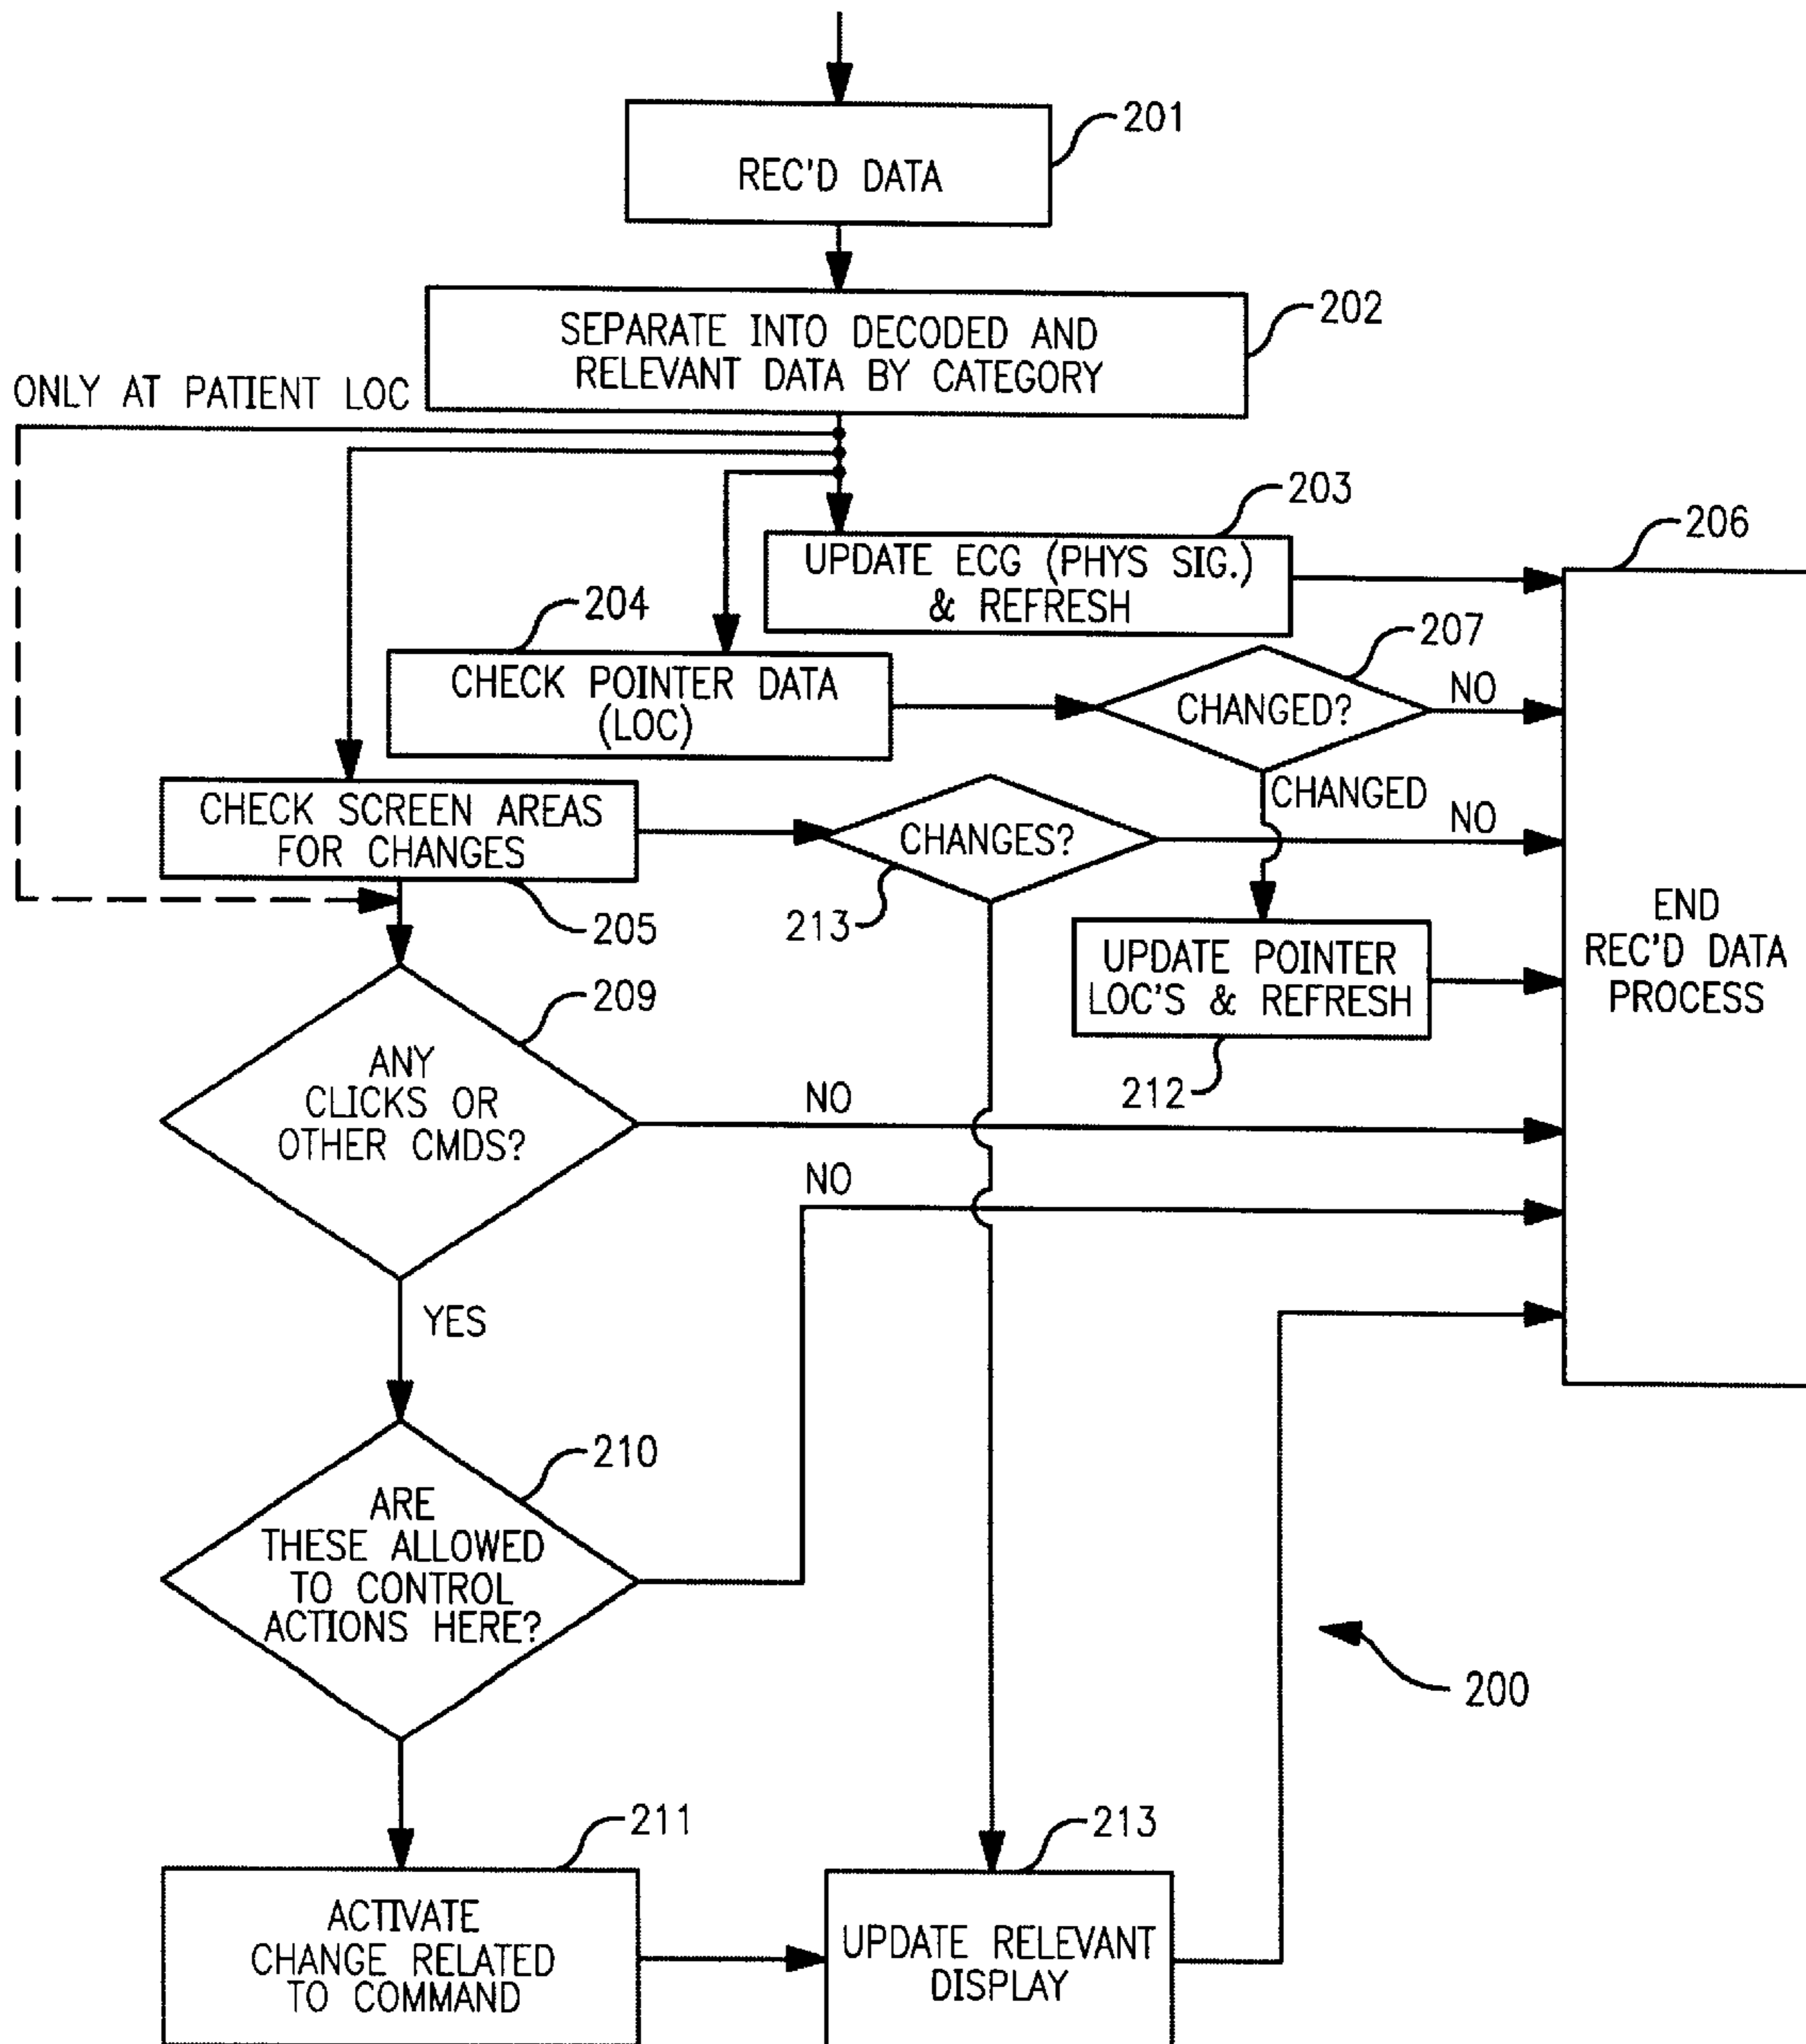 201
REC'D DATA
202
SEPARATE INTO DECODED AND
RELEVANT DATA BY CATEGORY
ONLY AT PATIENT LOC
203
UPDATE ECG (PHYS SIG.)
& REFRESH
206
204
CHECK POINTER DATA
(LOC)
207
CHANGED?
NO
CHANGED
CHECK SCREEN AREAS
FOR CHANGES
205
CHANGES?
NO
213
UPDATE POINTER
LOC'S & REFRESH
212
END
REC'D DATA
PROCESS
209
ANY
CLICKS OR
OTHER CMDS?
NO
NO
YES
210
ARE
THESE ALLOWED
TO CONTROL
ACTIONS HERE?
200
211
ACTIVATE
CHANGE RELATED
TO COMMAND
213
UPDATE RELEVANT
DISPLAY